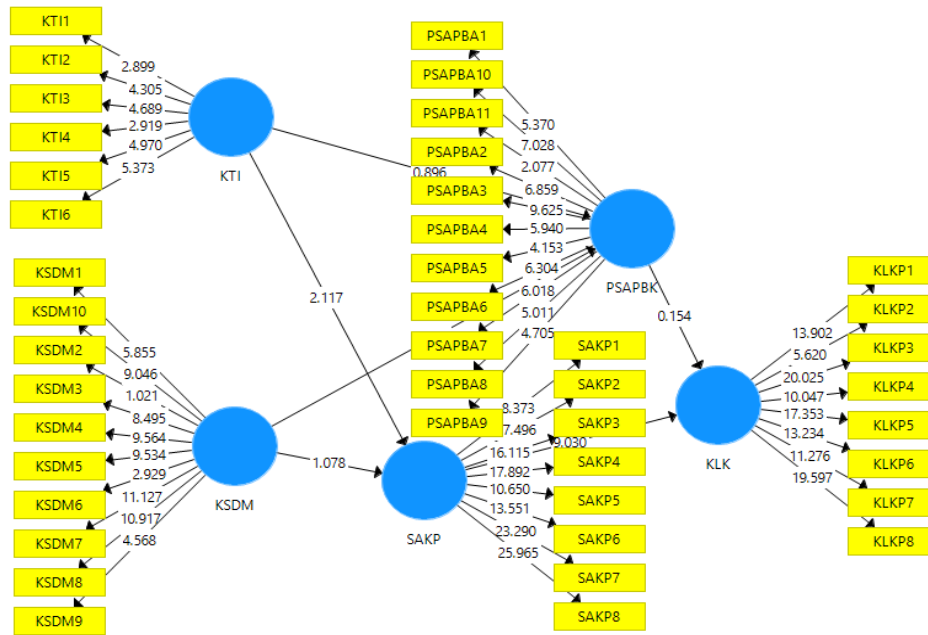 KTI1
KTI2
KTI3
KTI4
KTI5
KTI6
2.899
4.305
4.689
2.919
4.970
5.373
KTI
PSAPBA1
PSAPBA10
PSAPBA11
PSAPBA2
PSAPBA3
PSAPBA4
PSAPBA5
PSAPBA6
PSAPBA7
PSAPBA8
PSAPBA9
5.370
7.028
2.077
6.859
9.625
5.940
4.153
6.304
6.018
5.011
4.705
PSAPBK
0.896
2.117
0.154
KSDM1
KSDM10
KSDM2
KSDM3
KSDM4
KSDM5
KSDM6
KSDM7
KSDM8
KSDM9
5.855
9.046
1.021
8.495
9.564
9.534
2.929
11.127
10.917
4.568
KSDM
1.078
SAKP
SAKP1
SAKP2
SAKP3
SAKP4
SAKP5
SAKP6
SAKP7
SAKP8
8.373
7.496
16.115
17.892
10.650
13.551
23.290
25.965
9.030
KLK
KLKP1
KLKP2
KLKP3
KLKP4
KLKP5
KLKP6
KLKP7
KLKP8
13.902
5.620
20.025
10.047
17.353
13.234
11.276
19.597